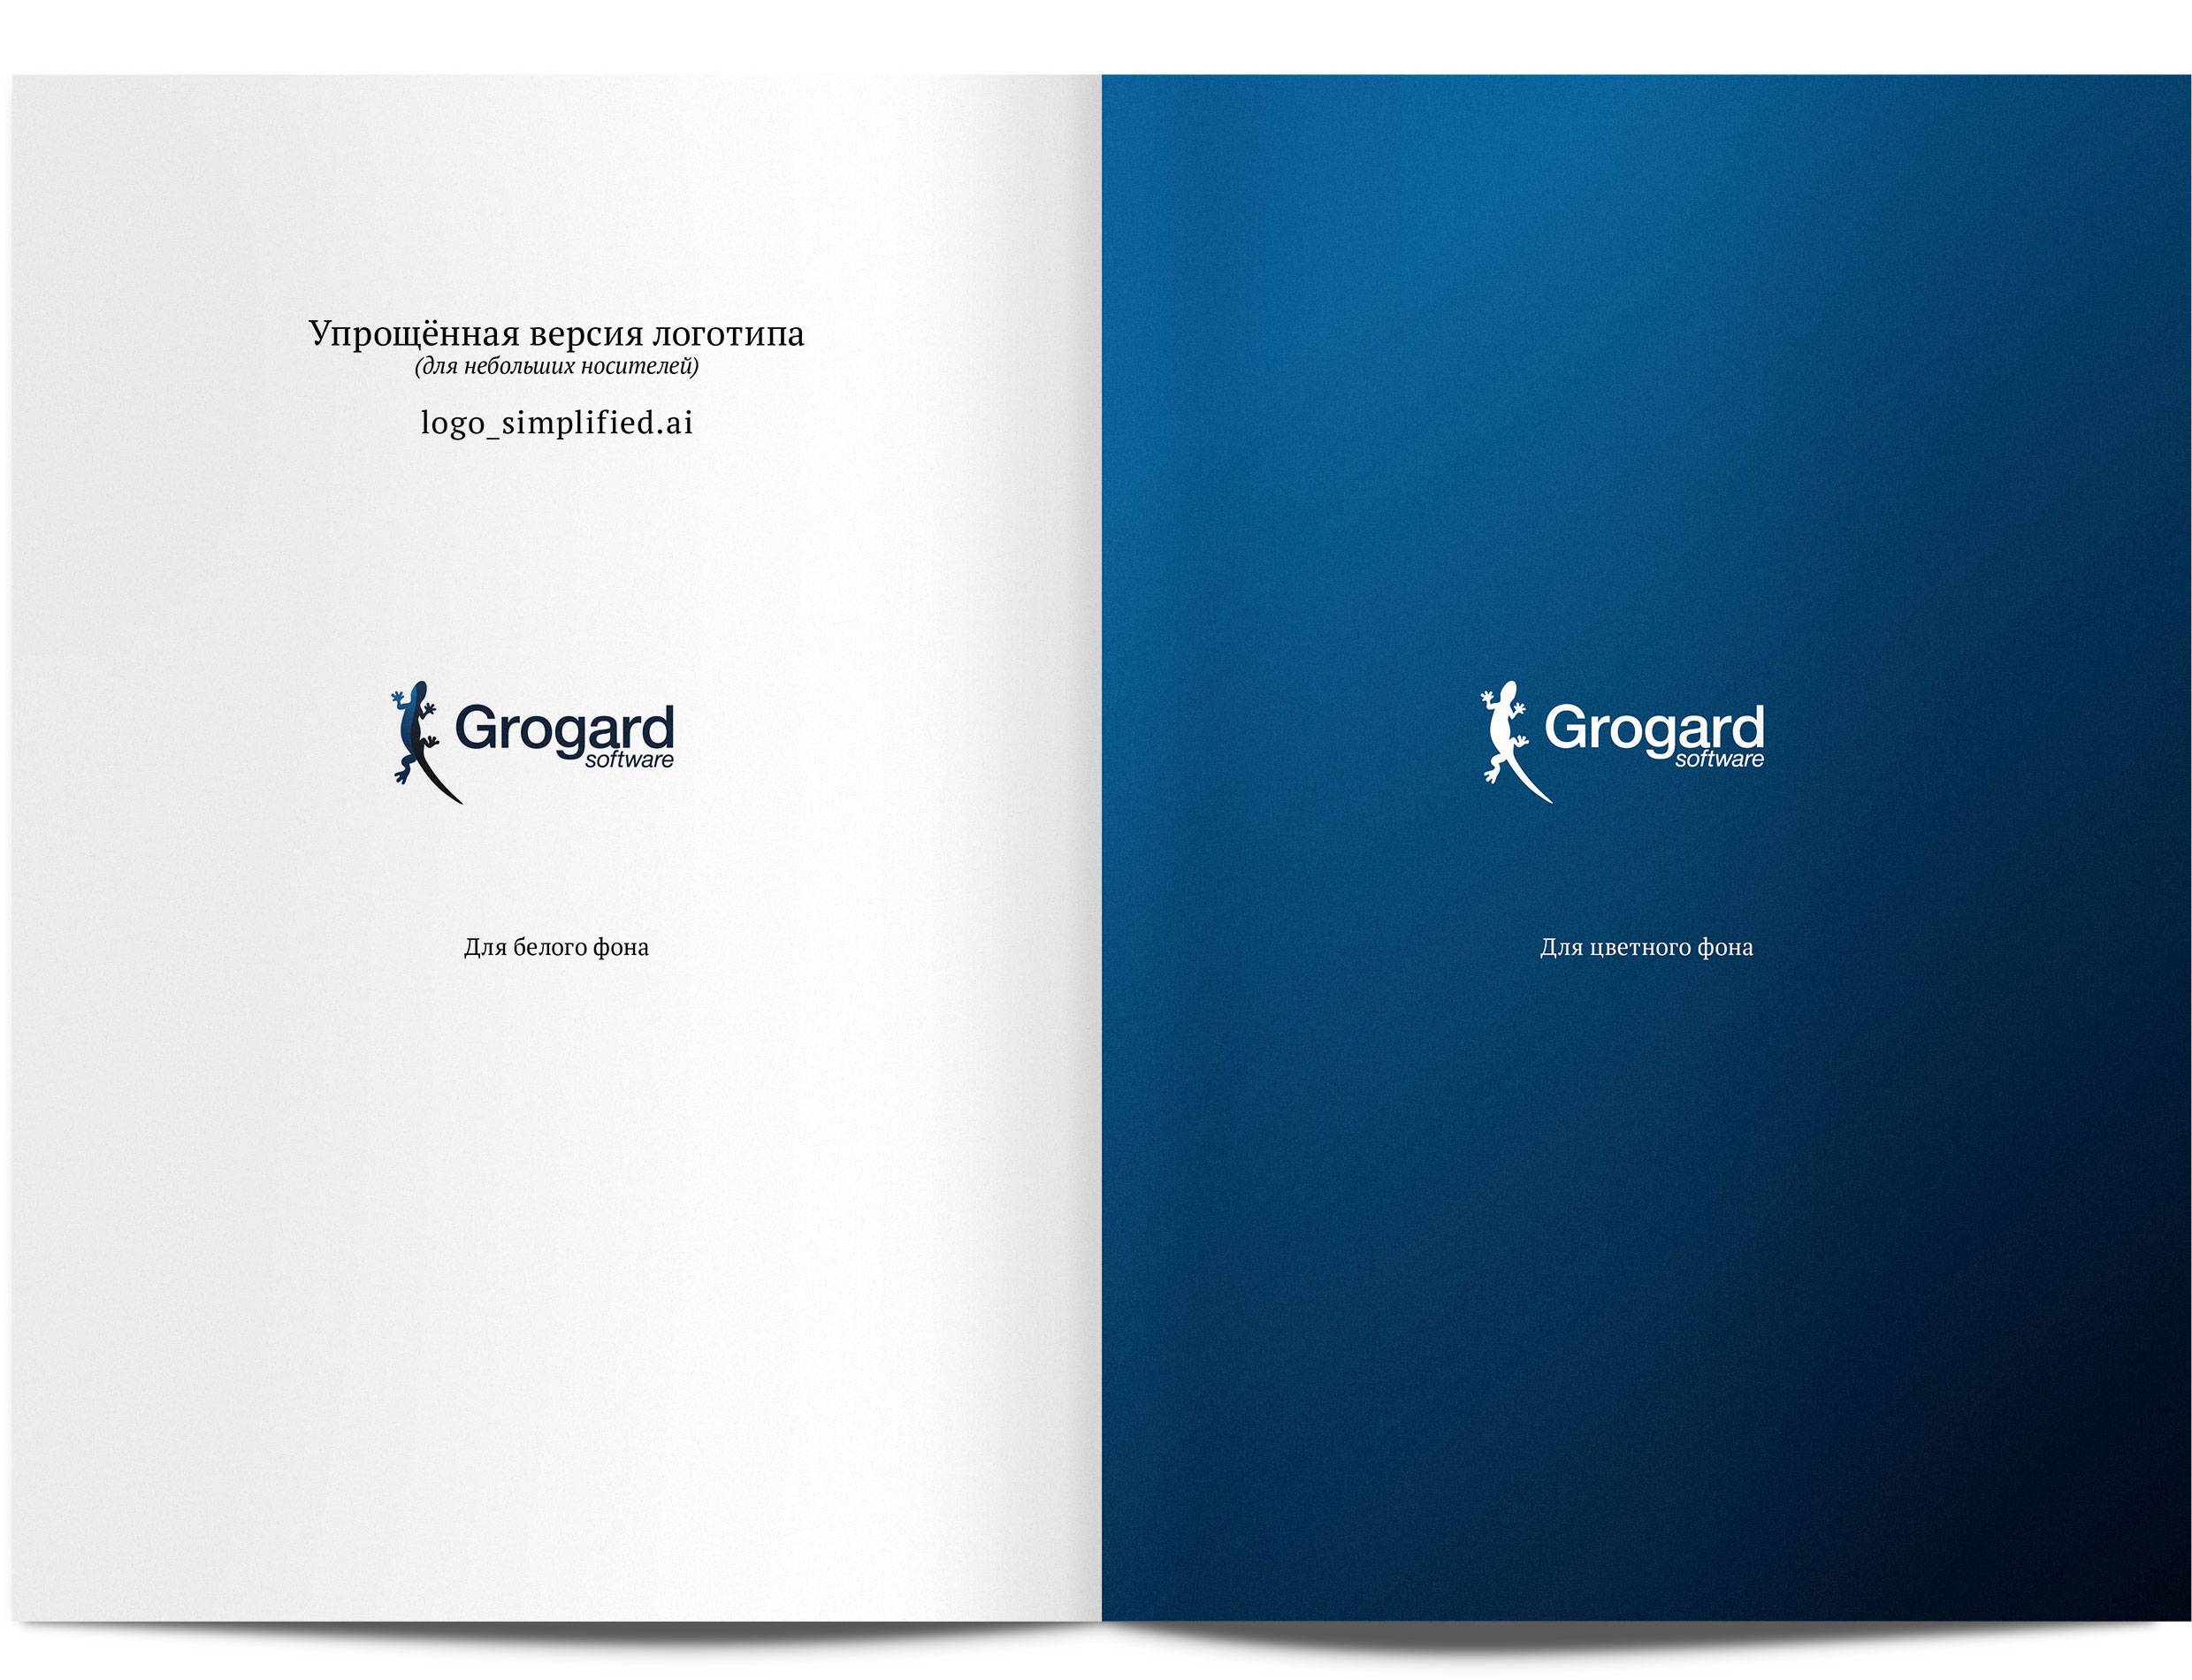 Упрощённая версия логотипа
(для небольших носителей)
logo_simplified.ai
Grogard
software
Для белого фона
Grogard
software
Для цветного фона